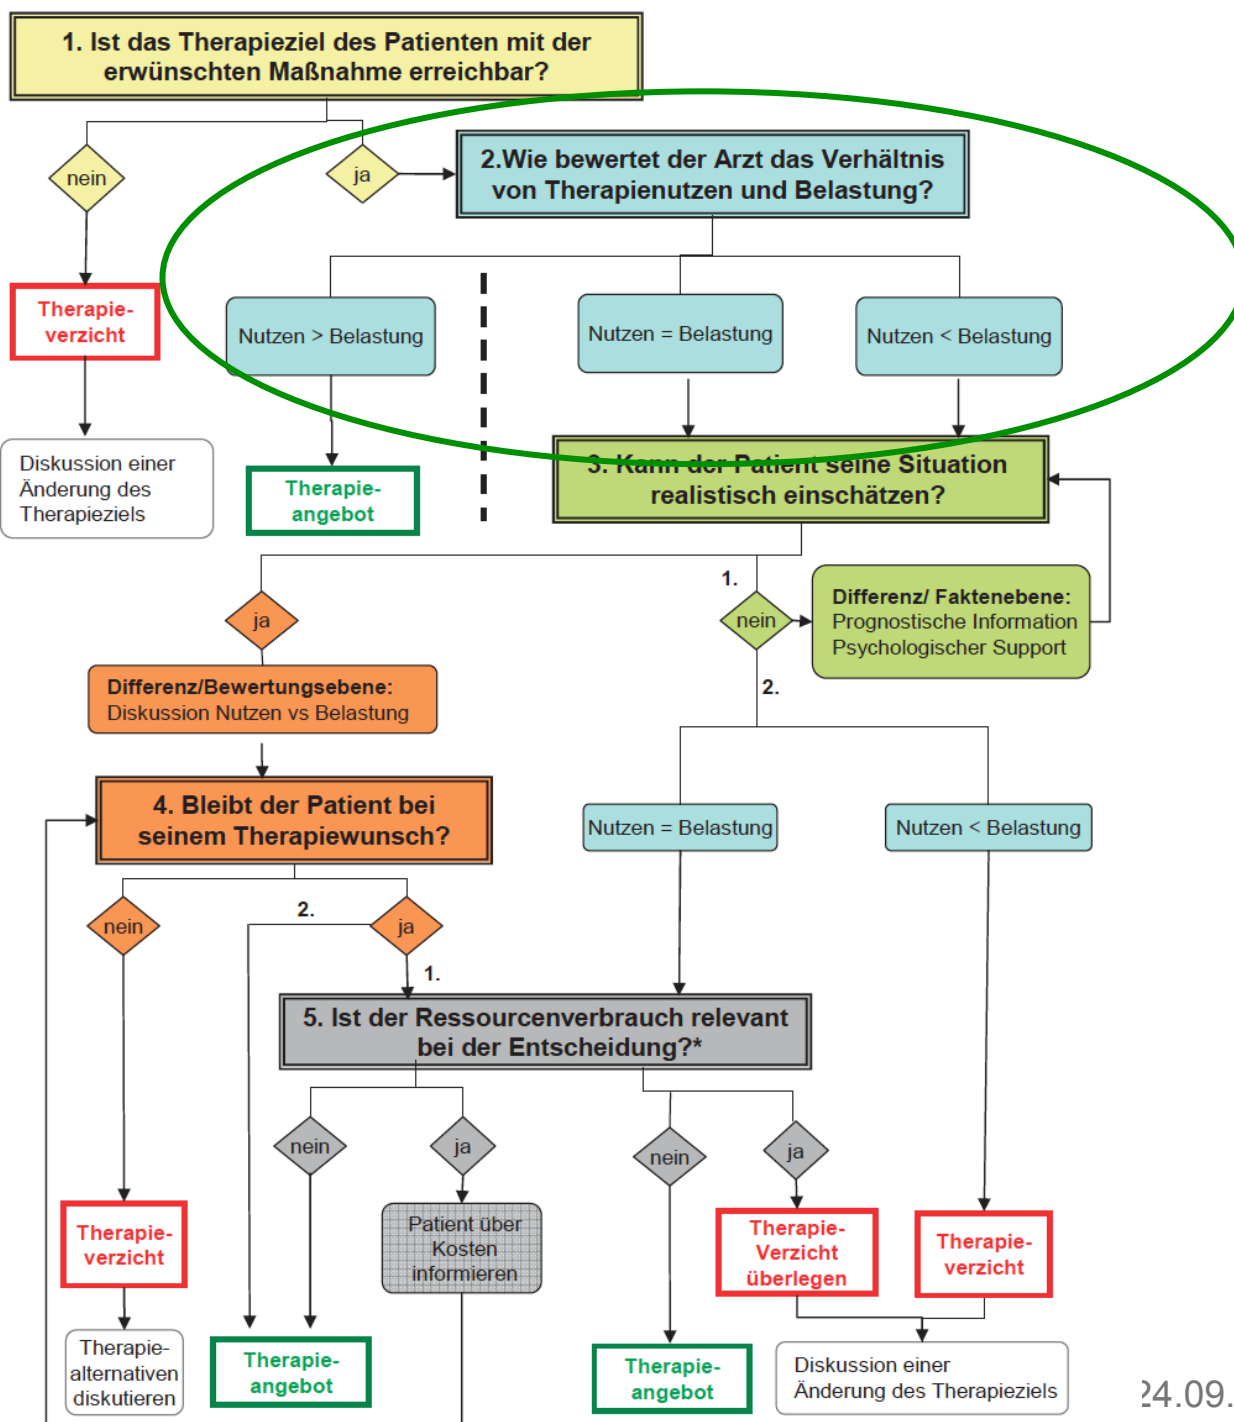 1. Ist das Therapieziel des Patienten mit der
erwünschten Maßnahme erreichbar?
nein
ja
2.Wie bewertet der Arzt das Verhältnis
von Therapienutzen und Belastung?
Therapie-
verzicht
Nutzen > Belastung
Nutzen = Belastung
Nutzen < Belastung
Diskussion einer
Änderung des
Therapieziels
Therapie-
angebot
3. Kann der Patient seine Situation
realistisch einschätzen?
ja
1.
nein
Differenz/ Faktenebene:
Prognostische Information
Psychologischer Support
2.
Differenz/Bewertungsebene:
Diskussion Nutzen vs Belastung
4. Bleibt der Patient bei
seinem Therapiewunsch?
Nutzen = Belastung
Nutzen < Belastung
nein
2.
ja
1.
5. Ist der Ressourcenverbrauch relevant
bei der Entscheidung?*
nein
ja
nein
ja
Therapie-
verzicht
Patient über
Kosten
informieren
Therapie-
Verzicht
überlegen
Therapie-
verzicht
Therapie-
alternativen
diskutieren
Therapie-
angebot
Therapie-
angebot
Diskussion einer
Änderung des Therapieziels
24.09.